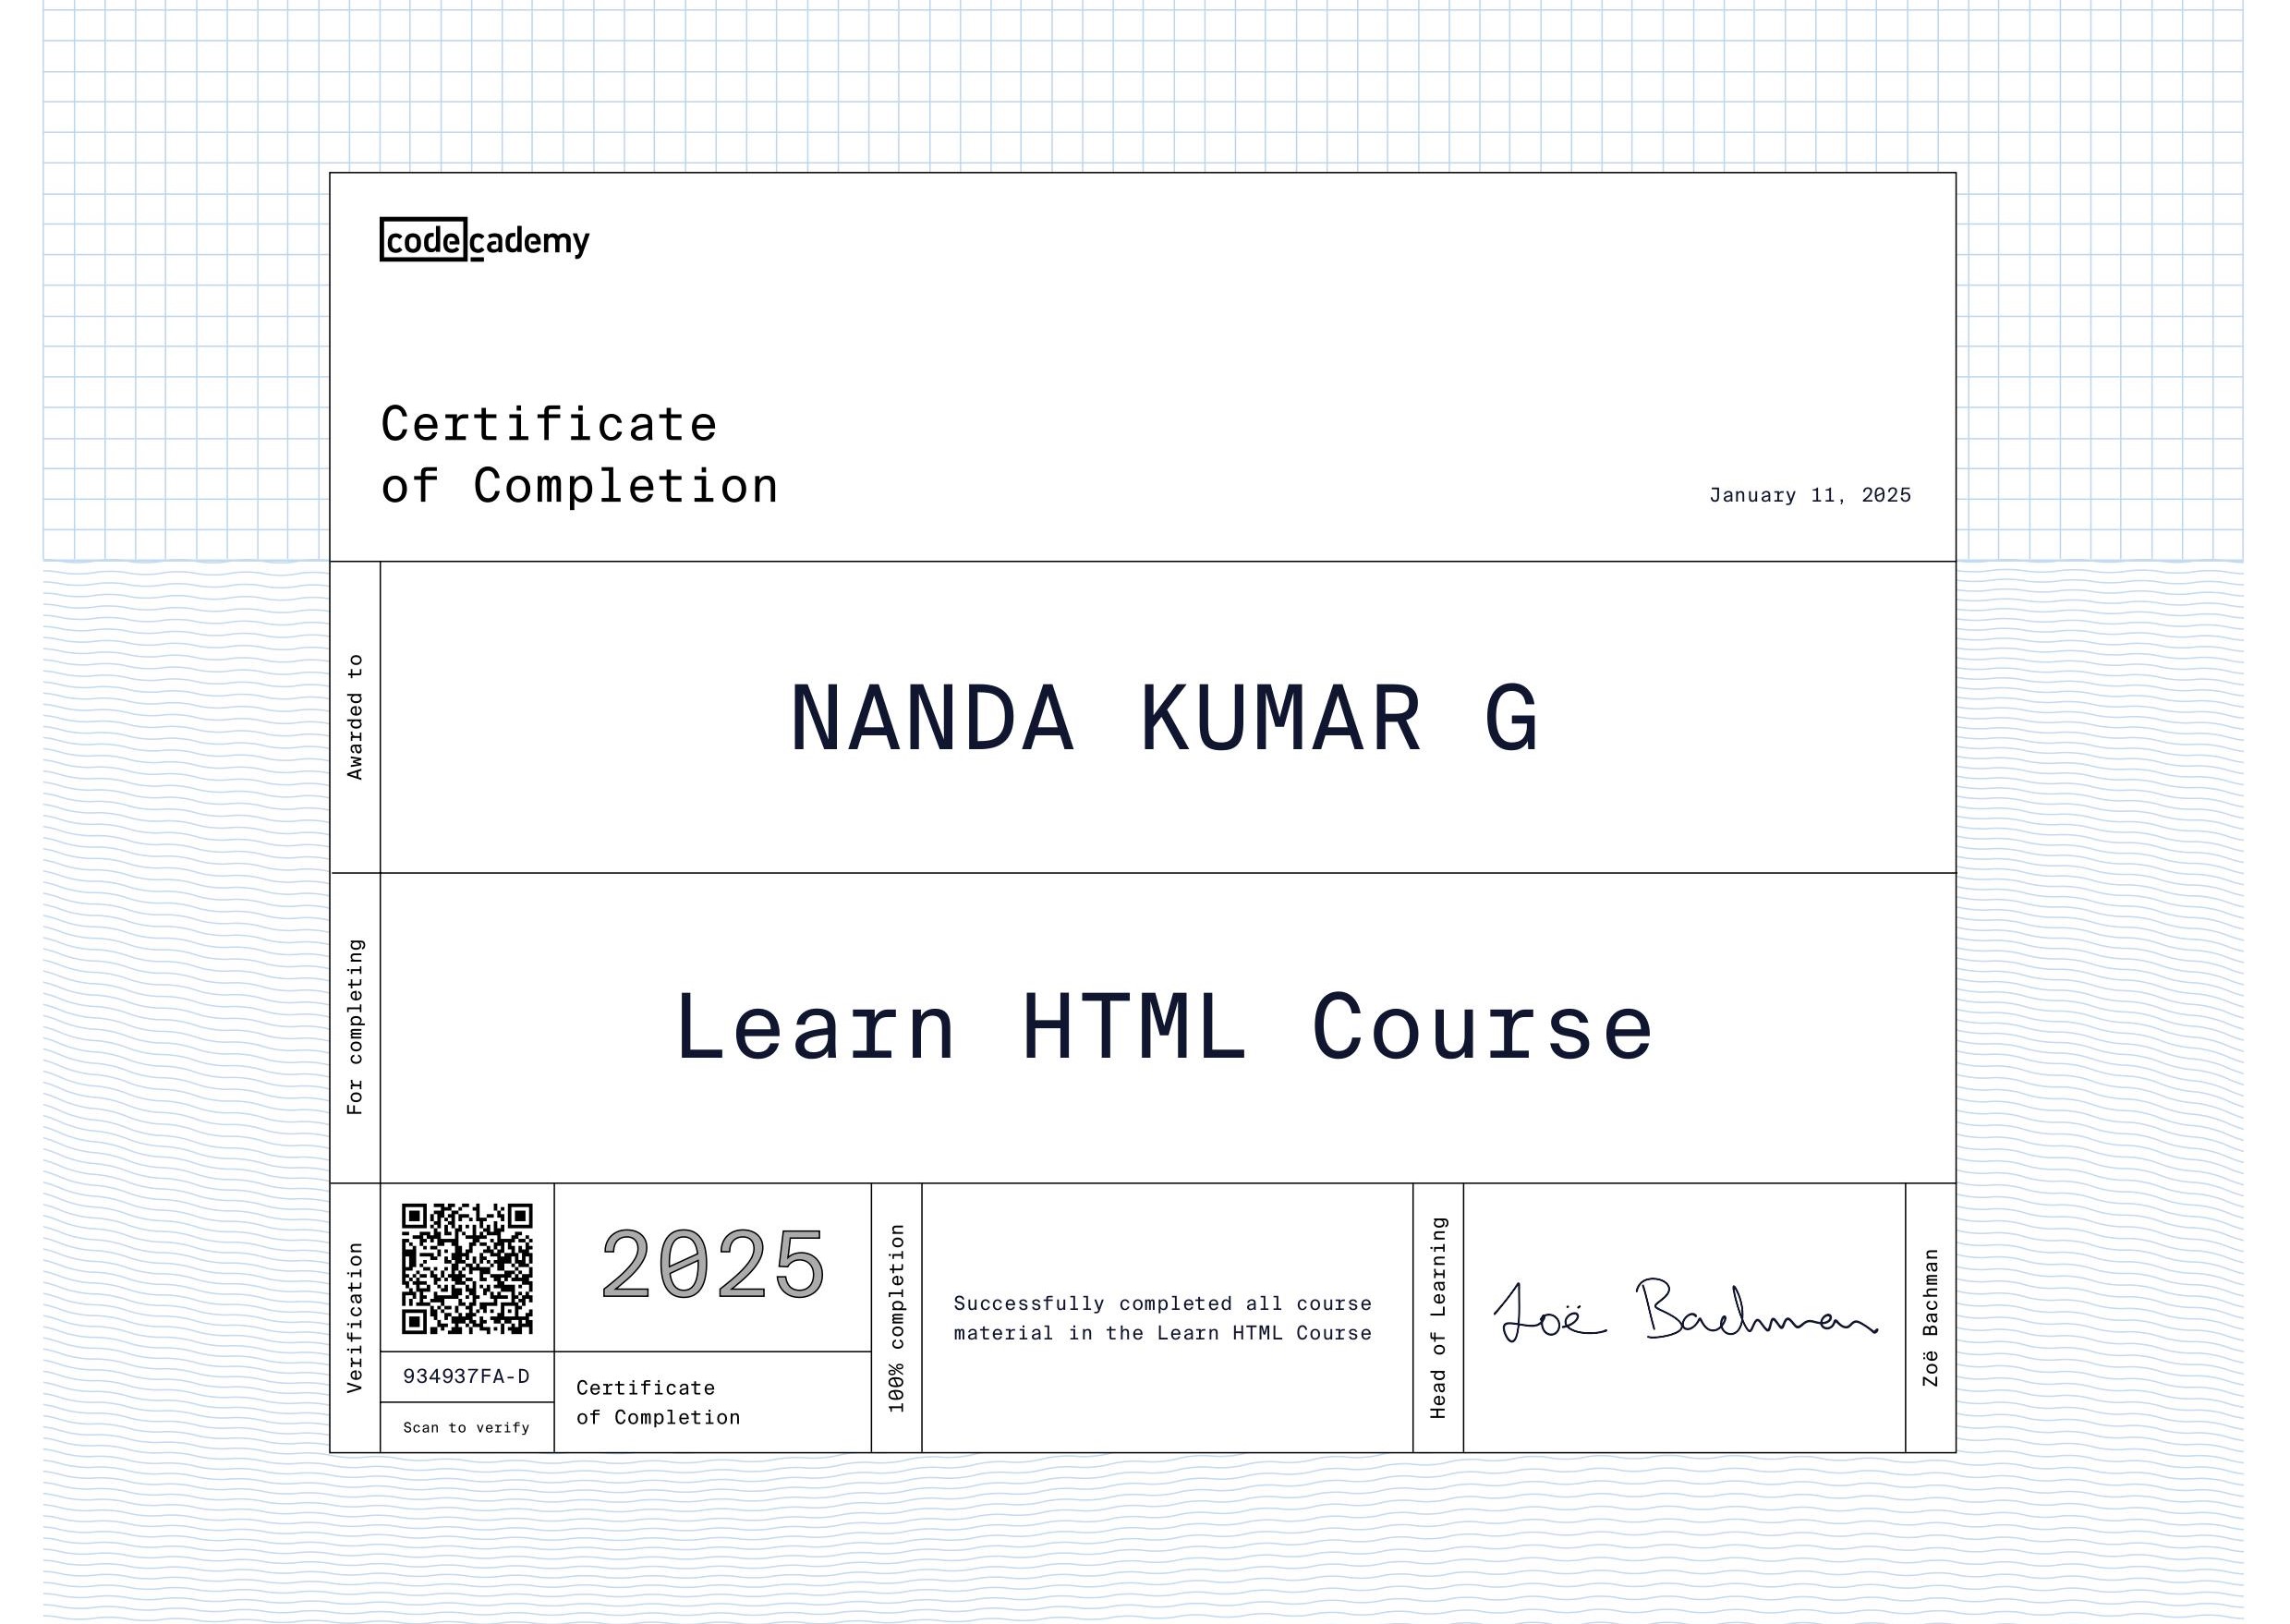 codecademy
Certificate
of Completion
January 11, 2025
Awarded to
NANDA KUMAR G
For completing
Learn HTML Course
Verification
934937FA-D
Scan to verify
2025
Certificate
of Completion
100% completion
Successfully completed all course
material in the Learn HTML Course
Head of Learning
Zoë Bachman
Zoë Bachman